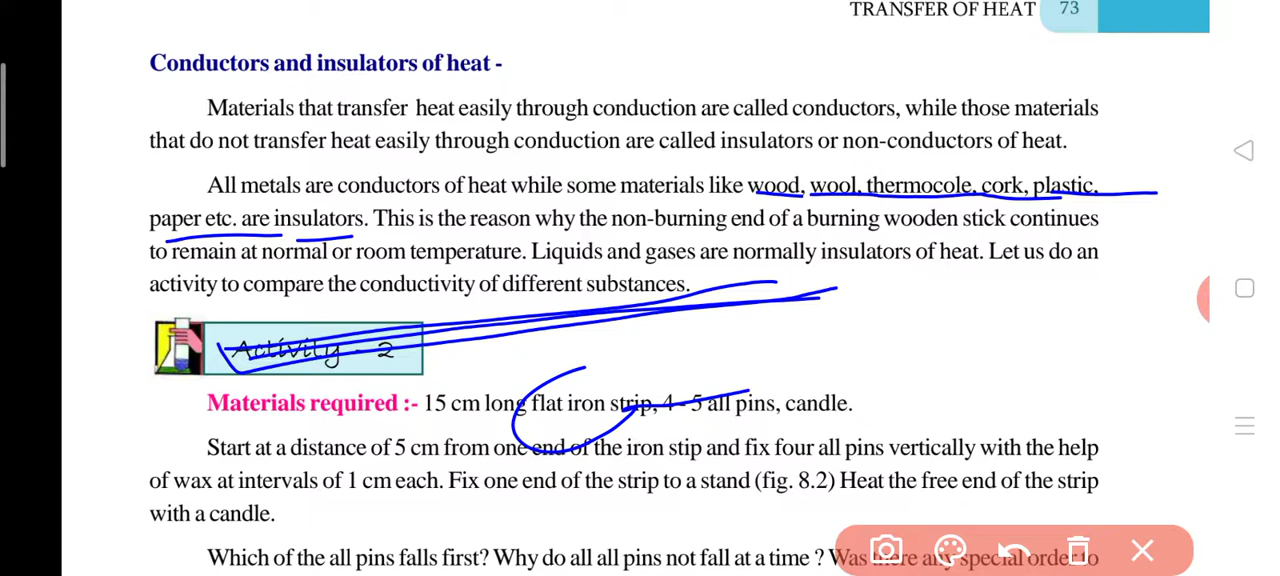 TRANSFER OF HEAT 73
Conductors and insulators of heat -
Materials that transfer heat easily through conduction are called conductors, while those materials
that do not transfer heat easily through conduction are called insulators or non-conductors of heat.
All metals are conductors of heat while some materials like wood, wool, thermocole, cork, plastic,
paper etc. are insulators. This is the reason why the non-burning end of a burning wooden stick continues
to remain at normal or room temperature. Liquids and gases are normally insulators of heat. Let us do an
activity to compare the conductivity of different substances.
Activity - 2
Materials required :- 15 cm long flat iron strip, 4 - 5 all pins, candle.
Start at a distance of 5 cm from one end of the iron stip and fix four all pins vertically with the help
of wax at intervals of 1 cm each. Fix one end of the strip to a stand (fig. 8.2) Heat the free end of the strip
with a candle.
Which of the all pins falls first? Why do all all pins not fall at a time ? Was there any special order to